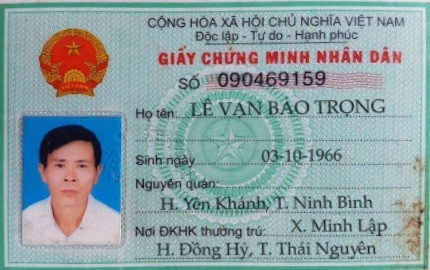 CỘNG HÒA XÃ HỘI CHỦ NGHĨA VIỆT NAM
Độc lập - Tự do - Hạnh phúc
GIẤY CHỨNG MINH NHÂN DÂN
SỐ 090469159
Họ tên: LÊ VẠN BẢO TRỌNG
Sinh ngày 03-10-1966
Nguyên quán: H. Yên Khánh, T. Ninh Bình
Nơi ĐKHK thường trú: X. Minh Lập
H. Đồng Hỷ, T. Thái Nguyên